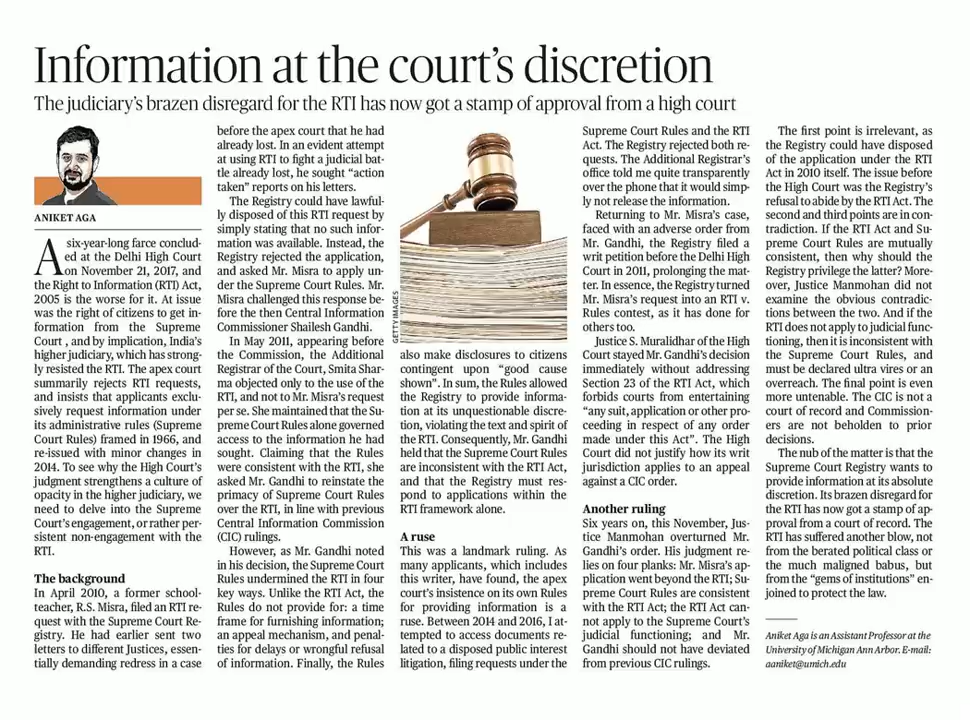 Information at the court's discretion
The judiciary's brazen disregard for the RTI has now got a stamp of approval from a high court
ANIKET AGA
A six-year-long farce conclud-
ed at the Delhi High Court
on November 21, 2017, and
the Right to Information (RTI) Act,
2005 is the worse for it. At issue
was the right of citizens to get in-
formation from the Supreme
Court , and by implication, India's
higher judiciary, which has strong-
ly resisted the RTI. The apex court
summarily rejects RTI requests,
and insists that applicants exclu-
sively request information under
its administrative rules (Supreme
Court Rules) framed in 1966, and
re-issued with minor changes in
2014. To see why the High Court's
judgment strengthens a culture of
opacity in the higher judiciary, we
need to delve into the Supreme
Court's engagement, or rather per-
sistent non-engagement with the
RTI.
The background
In April 2010, a former school-
teacher, R.S. Misra, filed an RTI re-
quest with the Supreme Court Re-
gistry. He had earlier sent two
letters to different Justices, essen-
tially demanding redress in a case
before the apex court that he had
already lost. In an evident attempt
at using RTI to fight a judicial bat-
tle already lost, he sought "action
taken" reports on his letters.
The Registry could have lawful-
ly disposed of this RTI request by
simply stating that no such infor-
mation was available. Instead, the
Registry rejected the application,
and asked Mr. Misra to apply un-
der the Supreme Court Rules. Mr.
Misra challenged this response be-
fore the then Central Information
Commissioner Shailesh Gandhi.
In May 2011, appearing before
the Commission, the Additional
Registrar of the Court, Smita Shar-
ma objected only to the use of the
RTI, and not to Mr. Misra's request
per se. She maintained that the Su-
preme Court Rules alone governed
access to the information he had
sought. Claiming that the Rules
were consistent with the RTI, she
asked Mr. Gandhi to reinstate the
primacy of Supreme Court Rules
over the RTI, in line with previous
Central Information Commission
(CIC) rulings.
However, as Mr. Gandhi noted
in his decision, the Supreme Court
Rules undermined the RTI in four
key ways. Unlike the RTI Act, the
Rules do not provide for: a time
frame for furnishing information;
an appeal mechanism, and penal-
ties for delays or wrongful refusal
of information. Finally, the Rules
GETTY IMAGES
also make disclosures to citizens
contingent upon "good cause
shown". In sum, the Rules allowed
the Registry to provide informa-
tion at its unquestionable discre-
tion, violating the text and spirit of
the RTI. Consequently, Mr. Gandhi
held that the Supreme Court Rules
are inconsistent with the RTI Act,
and that the Registry must res-
pond to applications within the
RTI framework alone.
A ruse
This was a landmark ruling. As
many applicants, which includes
this writer, have found, the apex
court's insistence on its own Rules
for providing information is a
ruse. Between 2014 and 2016, I at-
tempted to access documents re-
lated to a disposed public interest
litigation, filing requests under the
Supreme Court Rules and the RTI
Act. The Registry rejected both re-
quests. The Additional Registrar's
office told me quite transparently
over the phone that it would simp-
ly not release the information.
Returning to Mr. Misra's case,
faced with an adverse order from
Mr. Gandhi, the Registry filed a
writ petition before the Delhi High
Court in 2011, prolonging the mat-
ter. In essence, the Registry turned
Mr. Misra's request into an RTI v.
Rules contest, as it has done for
others too.
Justice S. Muralidhar of the High
Court stayed Mr. Gandhi's decision
immediately without addressing
Section 23 of the RTI Act, which
forbids courts from entertaining
"any suit, application or other pro-
ceeding in respect of any order
made under this Act". The High
Court did not justify how its writ
jurisdiction applies to an appeal
against a CIC order.
Another ruling
Six years on, this November, Jus-
tice Manmohan overturned Mr.
Gandhi's order. His judgment re-
lies on four planks: Mr. Misra's ap-
plication went beyond the RTI; Su-
preme Court Rules are consistent
with the RTI Act; the RTI Act can-
not apply to the Supreme Court's
judicial functioning; and Mr.
Gandhi should not have deviated
from previous CIC rulings.
The first point is irrelevant, as
the Registry could have disposed
of the application under the RTI
Act in 2010 itself. The issue before
the High Court was the Registry's
refusal to abide by the RTI Act. The
second and third points are in con-
tradiction. If the RTI Act and Su-
preme Court Rules are mutually
consistent, then why should the
Registry privilege the latter? More-
over, Justice Manmohan did not
examine the obvious contradic-
tions between the two. And if the
RTI does not apply to judicial func-
tioning, then it is inconsistent with
the Supreme Court Rules, and
must be declared ultra vires or an
overreach. The final point is even
more untenable. The CIC is not a
court of record and Commission-
ers are not beholden to prior
decisions.
The nub of the matter is that the
Supreme Court Registry wants to
provide information at its absolute
discretion. Its brazen disregard for
the RTI has now got a stamp of ap-
proval from a court of record. The
RTI has suffered another blow, not
from the berated political class or
the much maligned babus, but
from the "gems of institutions" en-
joined to protect the law.
Aniket Aga is an Assistant Professor at the
University of Michigan Ann Arbor. E-mail:
aaniket@umich.edu